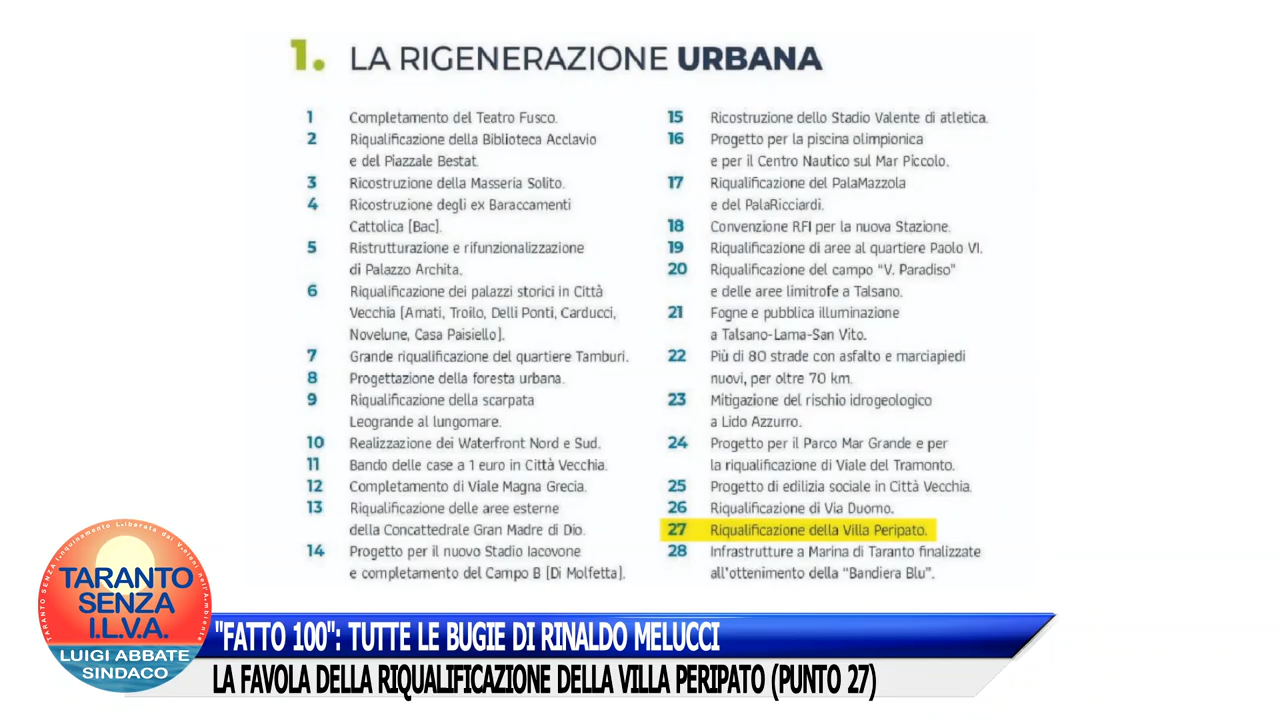 1. LA RIGENERAZIONE URBANA
1 Completamento del Teatro Fusco.
2 Riqualificazione della Biblioteca Acclavio
e del Piazzale Bestat.
3 Ricostruzione della Masseria Solito.
4 Ricostruzione degli ex Baraccamenti
Cattolica [Bac].
5 Ristrutturazione e rifunzionalizzazione
di Palazzo Archita.
6 Riqualificazione dei palazzi storici in Città
Vecchia [Amati, Troilo, Delli Ponti, Carducci,
Novelune, Casa Paisiello].
7 Grande riqualificazione del quartiere Tamburi.
8 Progettazione della foresta urbana.
9 Riqualificazione della scarpata
Leogrande al lungomare.
10 Realizzazione dei Waterfront Nord e Sud.
11 Bando delle case a 1 euro in Città Vecchia.
12 Completamento di Viale Magna Grecia.
13 Riqualificazione delle aree esterne
della Concattedrale Gran Madre di Dio.
14 Progetto per il nuovo Stadio Iacovone
e completamento del Campo B [Di Molfetta].
15 Ricostruzione dello Stadio Valente di atletica.
16 Progetto per la piscina olimpionica
e per il Centro Nautico sul Mar Piccolo.
17 Riqualificazione del PalaMazzola
e del PalaRicciardi.
18 Convenzione RFI per la nuova Stazione.
19 Riqualificazione di aree al quartiere Paolo VI.
20 Riqualificazione del campo “V. Paradiso”
e delle aree limitrofe a Talsano.
21 Fogne e pubblica illuminazione
a Talsano-Lama-San Vito.
22 Più di 80 strade con asfalto e marciapiedi
nuovi, per oltre 70 km.
23 Mitigazione del rischio idrogeologico
a Lido Azzurro.
24 Progetto per il Parco Mar Grande e per
la riqualificazione di Viale del Tramonto.
25 Progetto di edilizia sociale in Città Vecchia.
26 Riqualificazione di Via Duomo.
27 Riqualificazione della Villa Peripato.
28 Infrastrutture a Marina di Taranto finalizzate
all’ottenimento della “Bandiera Blu”.
TARANTO SENZA Inquinamento Liberata dai Veleni nell'Ambiente
TARANTO
SENZA
I.L.V.A.
LUIGI ABBATE
SINDACO
"FATTO 100": TUTTE LE BUGIE DI RINALDO MELUCCI
LA FAVOLA DELLA RIQUALIFICAZIONE DELLA VILLA PERIPATO (PUNTO 27)